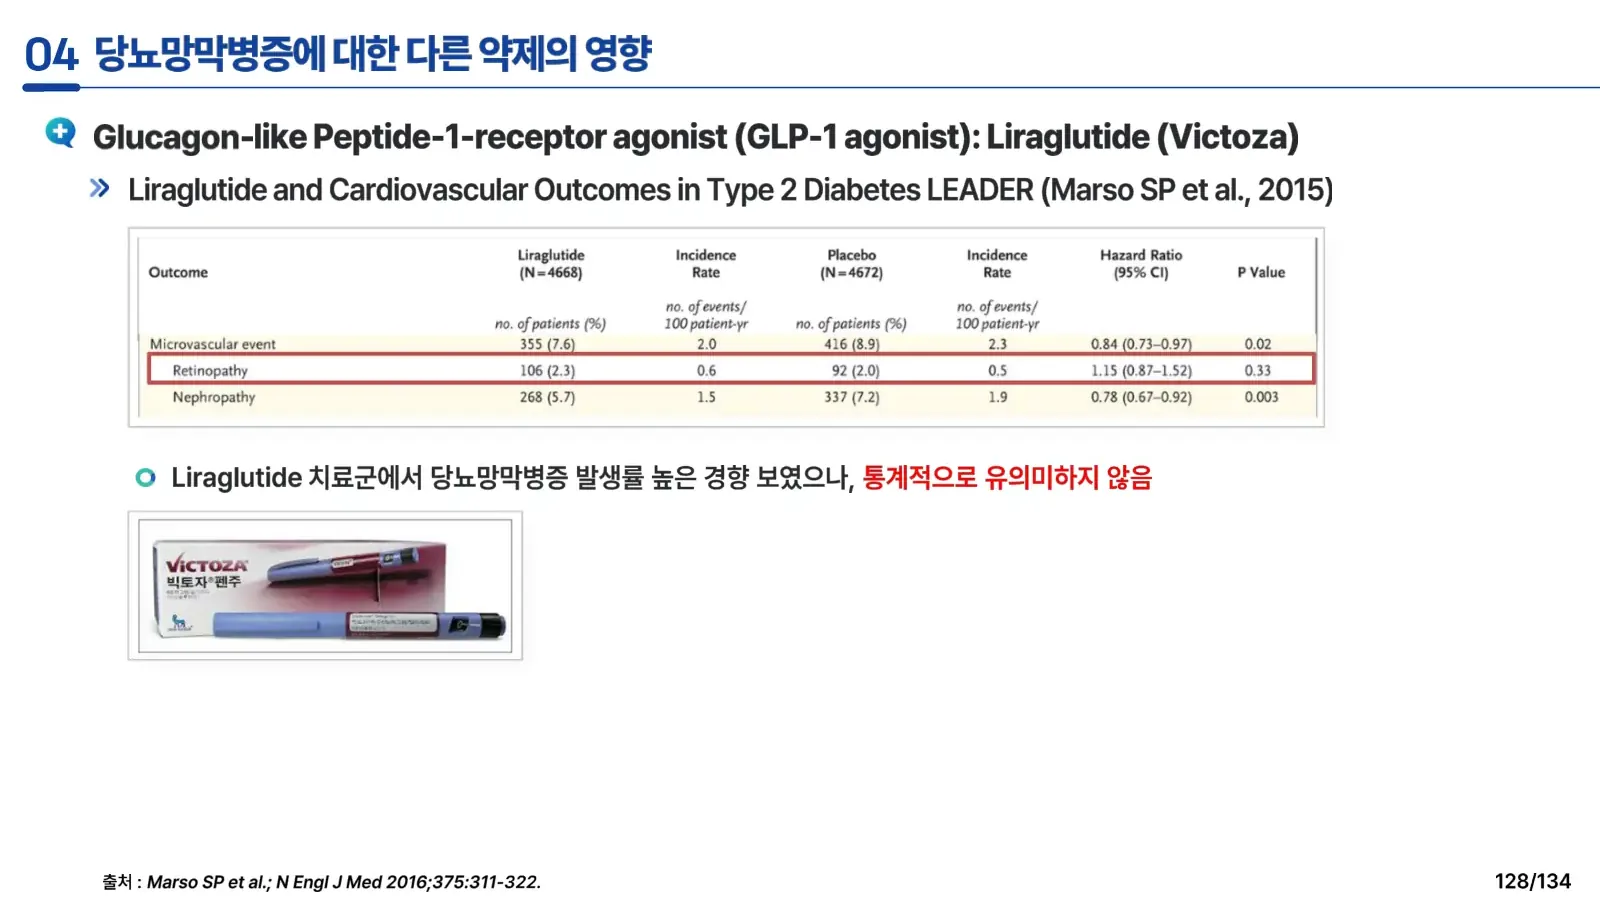 04 당뇨망막병증에 대한 다른 약제의 영향
Glucagon-like Peptide-1-receptor agonist (GLP-1 agonist): Liraglutide (Victoza)
Liraglutide and Cardiovascular Outcomes in Type 2 Diabetes LEADER (Marso SP et al., 2015)
Outcome Liraglutide (N=4668) Incidence Rate Placebo (N=4672) Incidence Rate Hazard Ratio (95% CI) P Value
no. of patients (%) no. of events/ 100 patient-yr no. of patients (%) no. of events/ 100 patient-yr
Microvascular event 355 (7.6) 2.0 416 (8.9) 2.3 0.84 (0.73–0.97) 0.02
Retinopathy 106 (2.3) 0.6 92 (2.0) 0.5 1.15 (0.87–1.52) 0.33
Nephropathy 268 (5.7) 1.5 337 (7.2) 1.9 0.78 (0.67–0.92) 0.003
Liraglutide 치료군에서 당뇨망막병증 발생률 높은 경향 보였으나, 통계적으로 유의미하지 않음
VICTOZA®
빅토자®펜주
출처 : Marso SP et al.; N Engl J Med 2016;375:311-322.
128/134